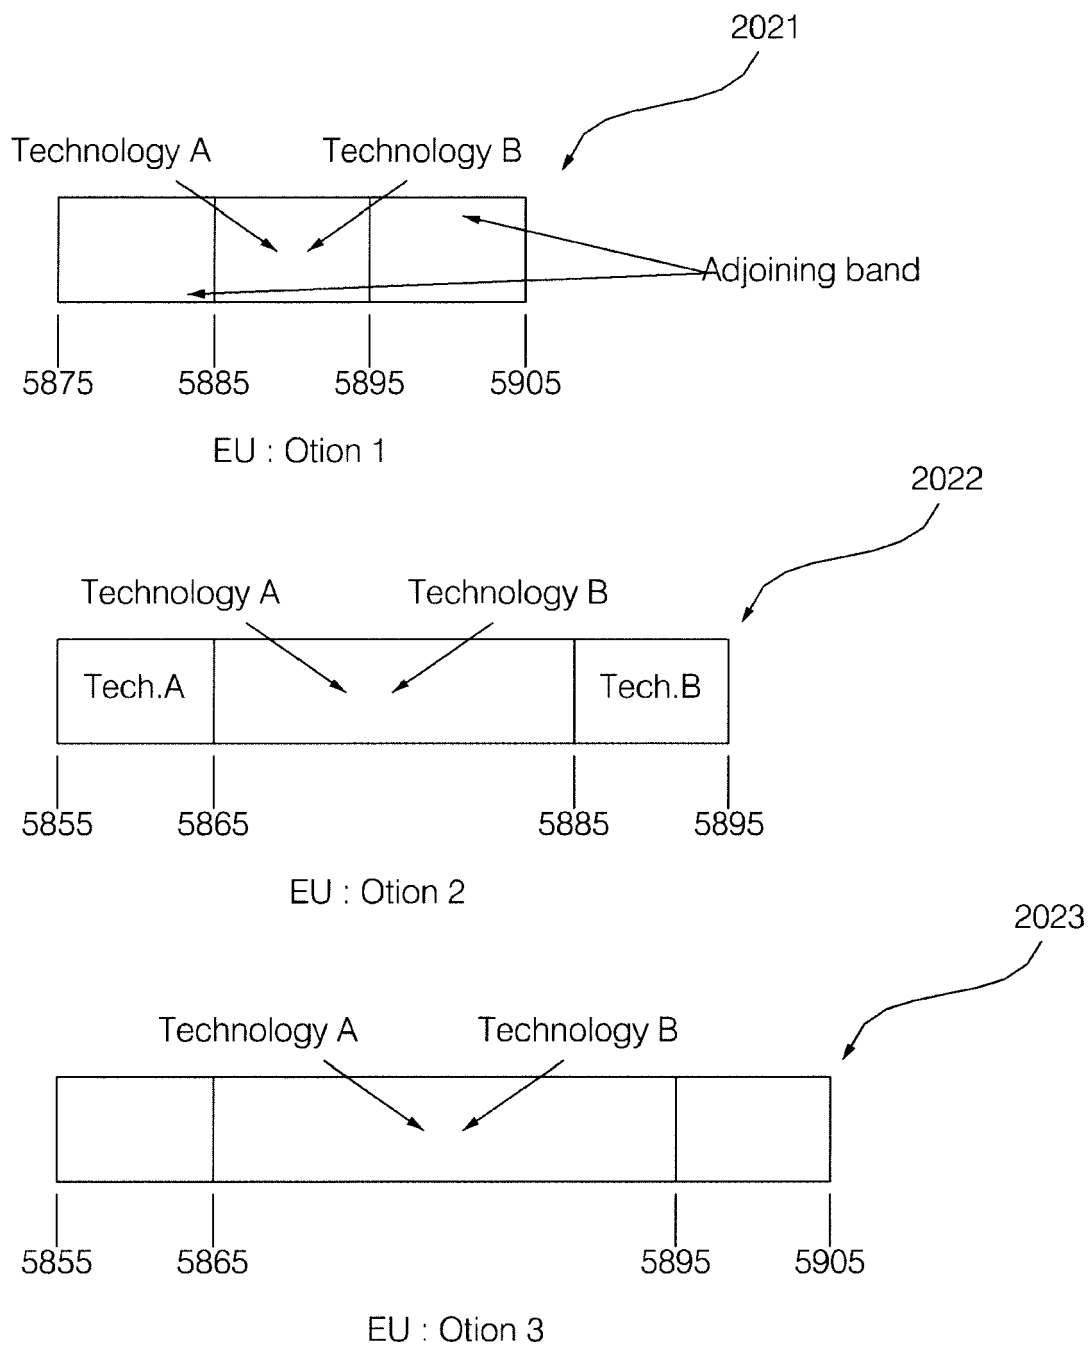 2021
Technology A Technology B
Adjoining band
5875 5885 5895 5905
EU : Otion 1
2022
Technology A Technology B
Tech.A Tech.B
5855 5865 5885 5895
EU : Otion 2
2023
Technology A Technology B
5855 5865 5895 5905
EU : Otion 3